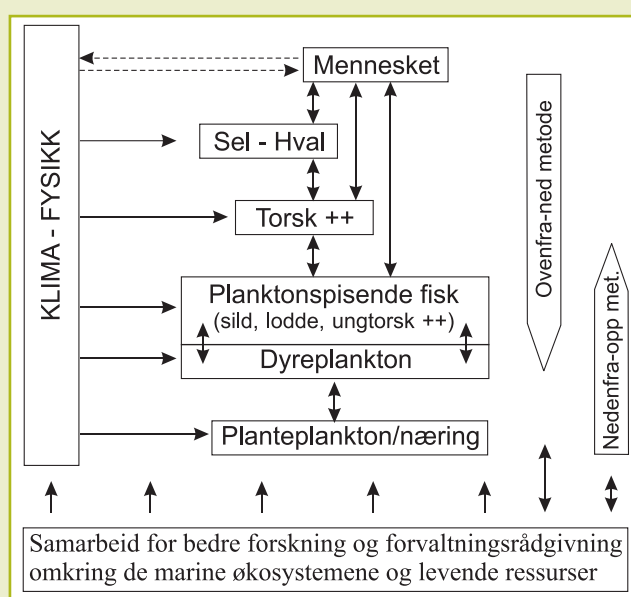 KLIMA - FYSIKK
Mennesket
Sel - Hval
Torsk ++
Planktonspisende fisk
(sild, lodde, ungtorsk ++)
Dyreplankton
Planteplankton/næring
Ovenfra-ned metode
Nedenfra-opp met.
Samarbeid for bedre forskning og forvaltningsrådgivning
omkring de marine økosystemene og levende ressurser